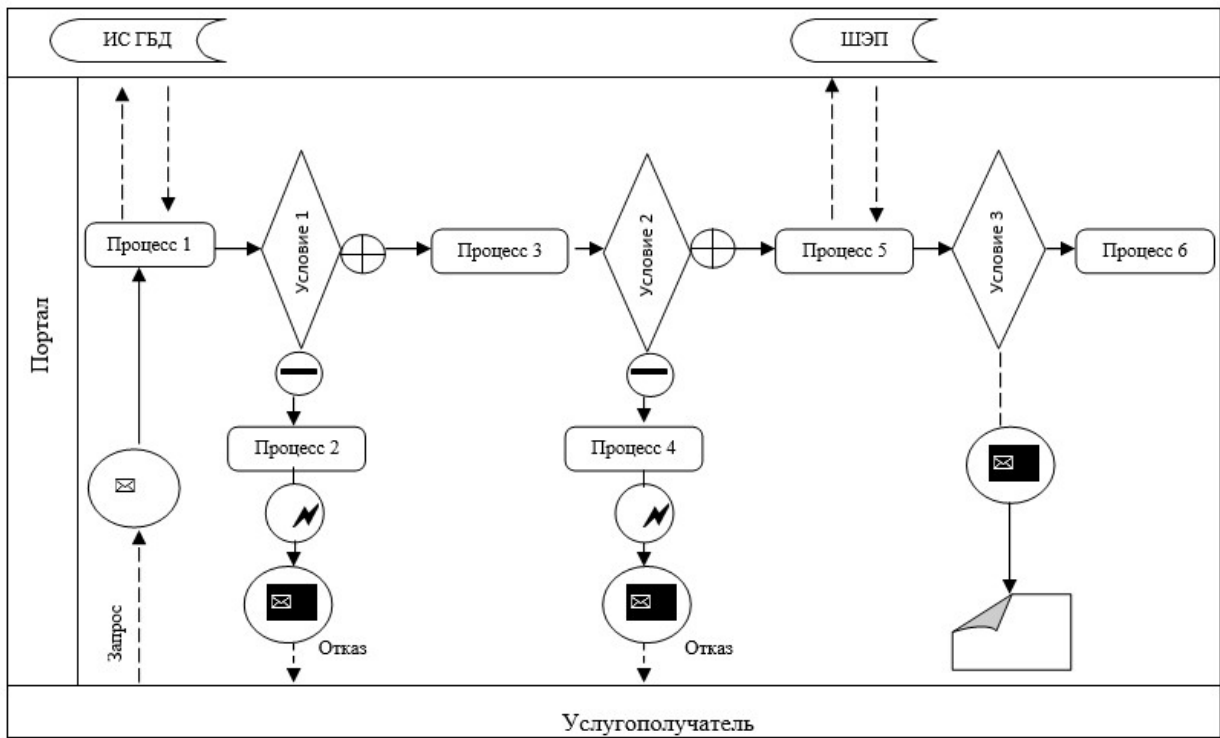 ИС ГБД
ШЭП
Портал
Процесс 1
Условие 1
Процесс 3
Условие 2
Процесс 5
Условие 3
Процесс 6
Процесс 2
Процесс 4
Запрос
Отказ
Отказ
Услугополучатель